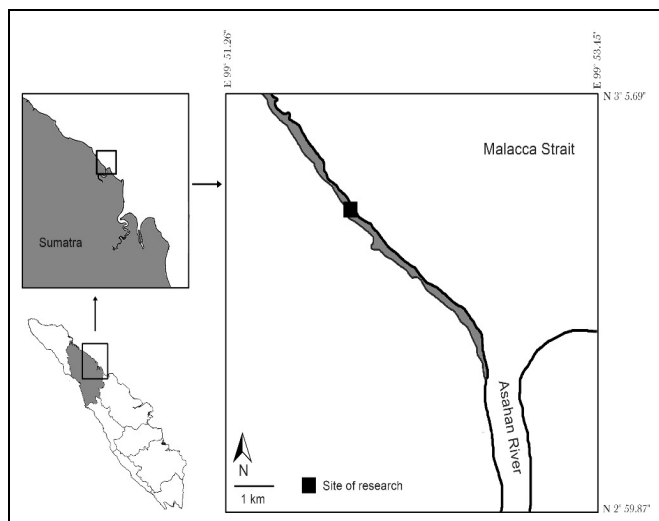 E 99° 51.26"
E 99° 53.45"
N 3° 5.69"
Malacca Strait
Sumatra
Asahan River
N
1 km
Site of research
N 2° 59.87"